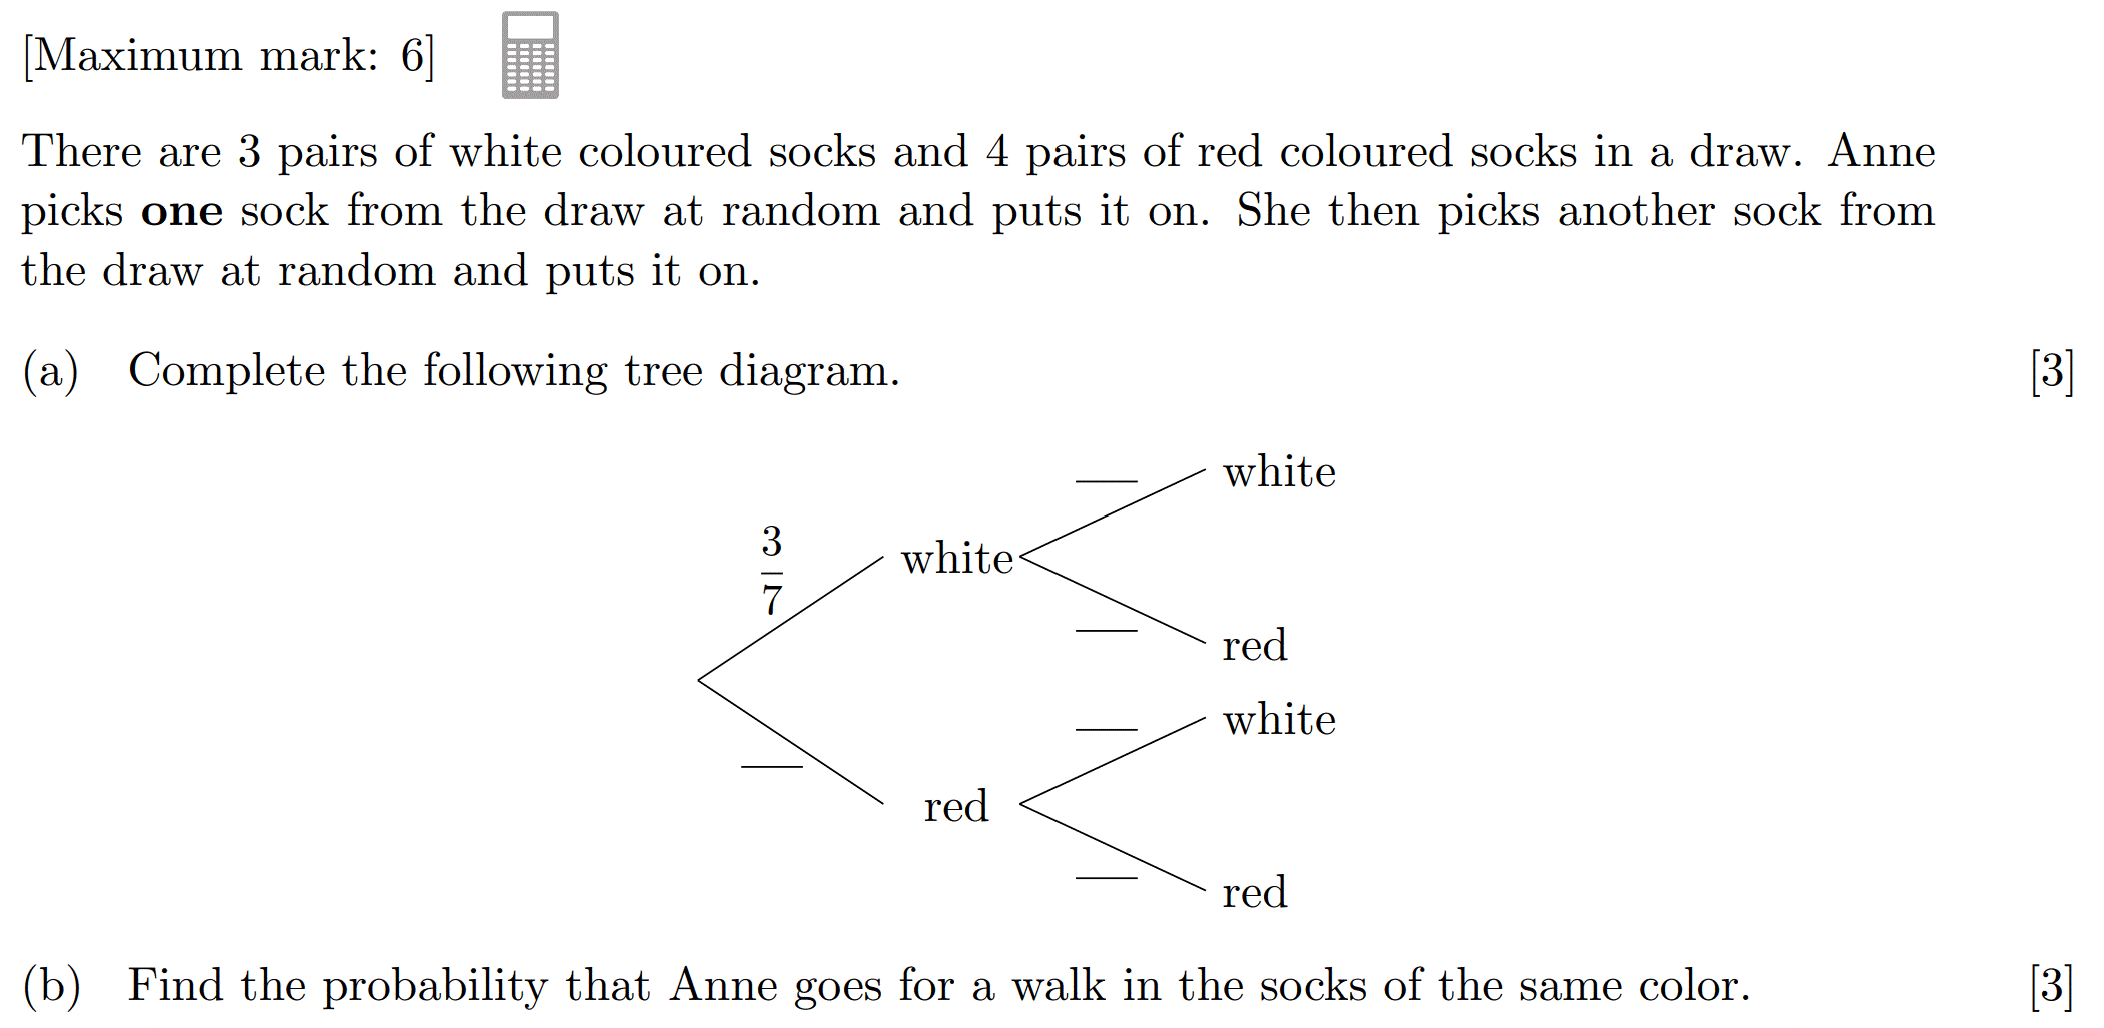 [Maximum mark: 6]
There are 3 pairs of white coloured socks and 4 pairs of red coloured socks in a draw. Anne
picks one sock from the draw at random and puts it on. She then picks another sock from
the draw at random and puts it on.
(a) Complete the following tree diagram. [3]
white
3
7
white
red
white
red
red
(b) Find the probability that Anne goes for a walk in the socks of the same color. [3]